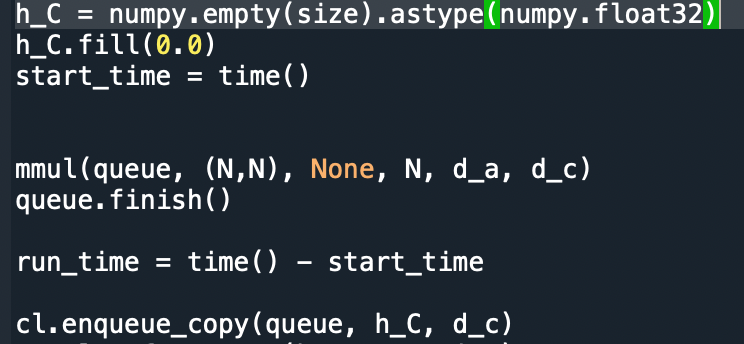 h_C = numpy.empty(size).astype(numpy.float32)
h_C.fill(0.0)
start_time = time()
mmul(queue, (N,N), None, N, d_a, d_c)
queue.finish()
run_time = time() - start_time
cl.enqueue_copy(queue, h_C, d_c)